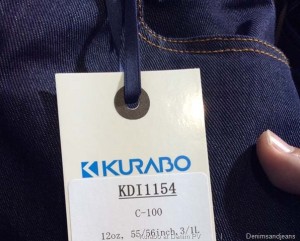 KURABO
KDI1154
C-100
12oz, 55/56inch, 3/1L
Denimsandjeans